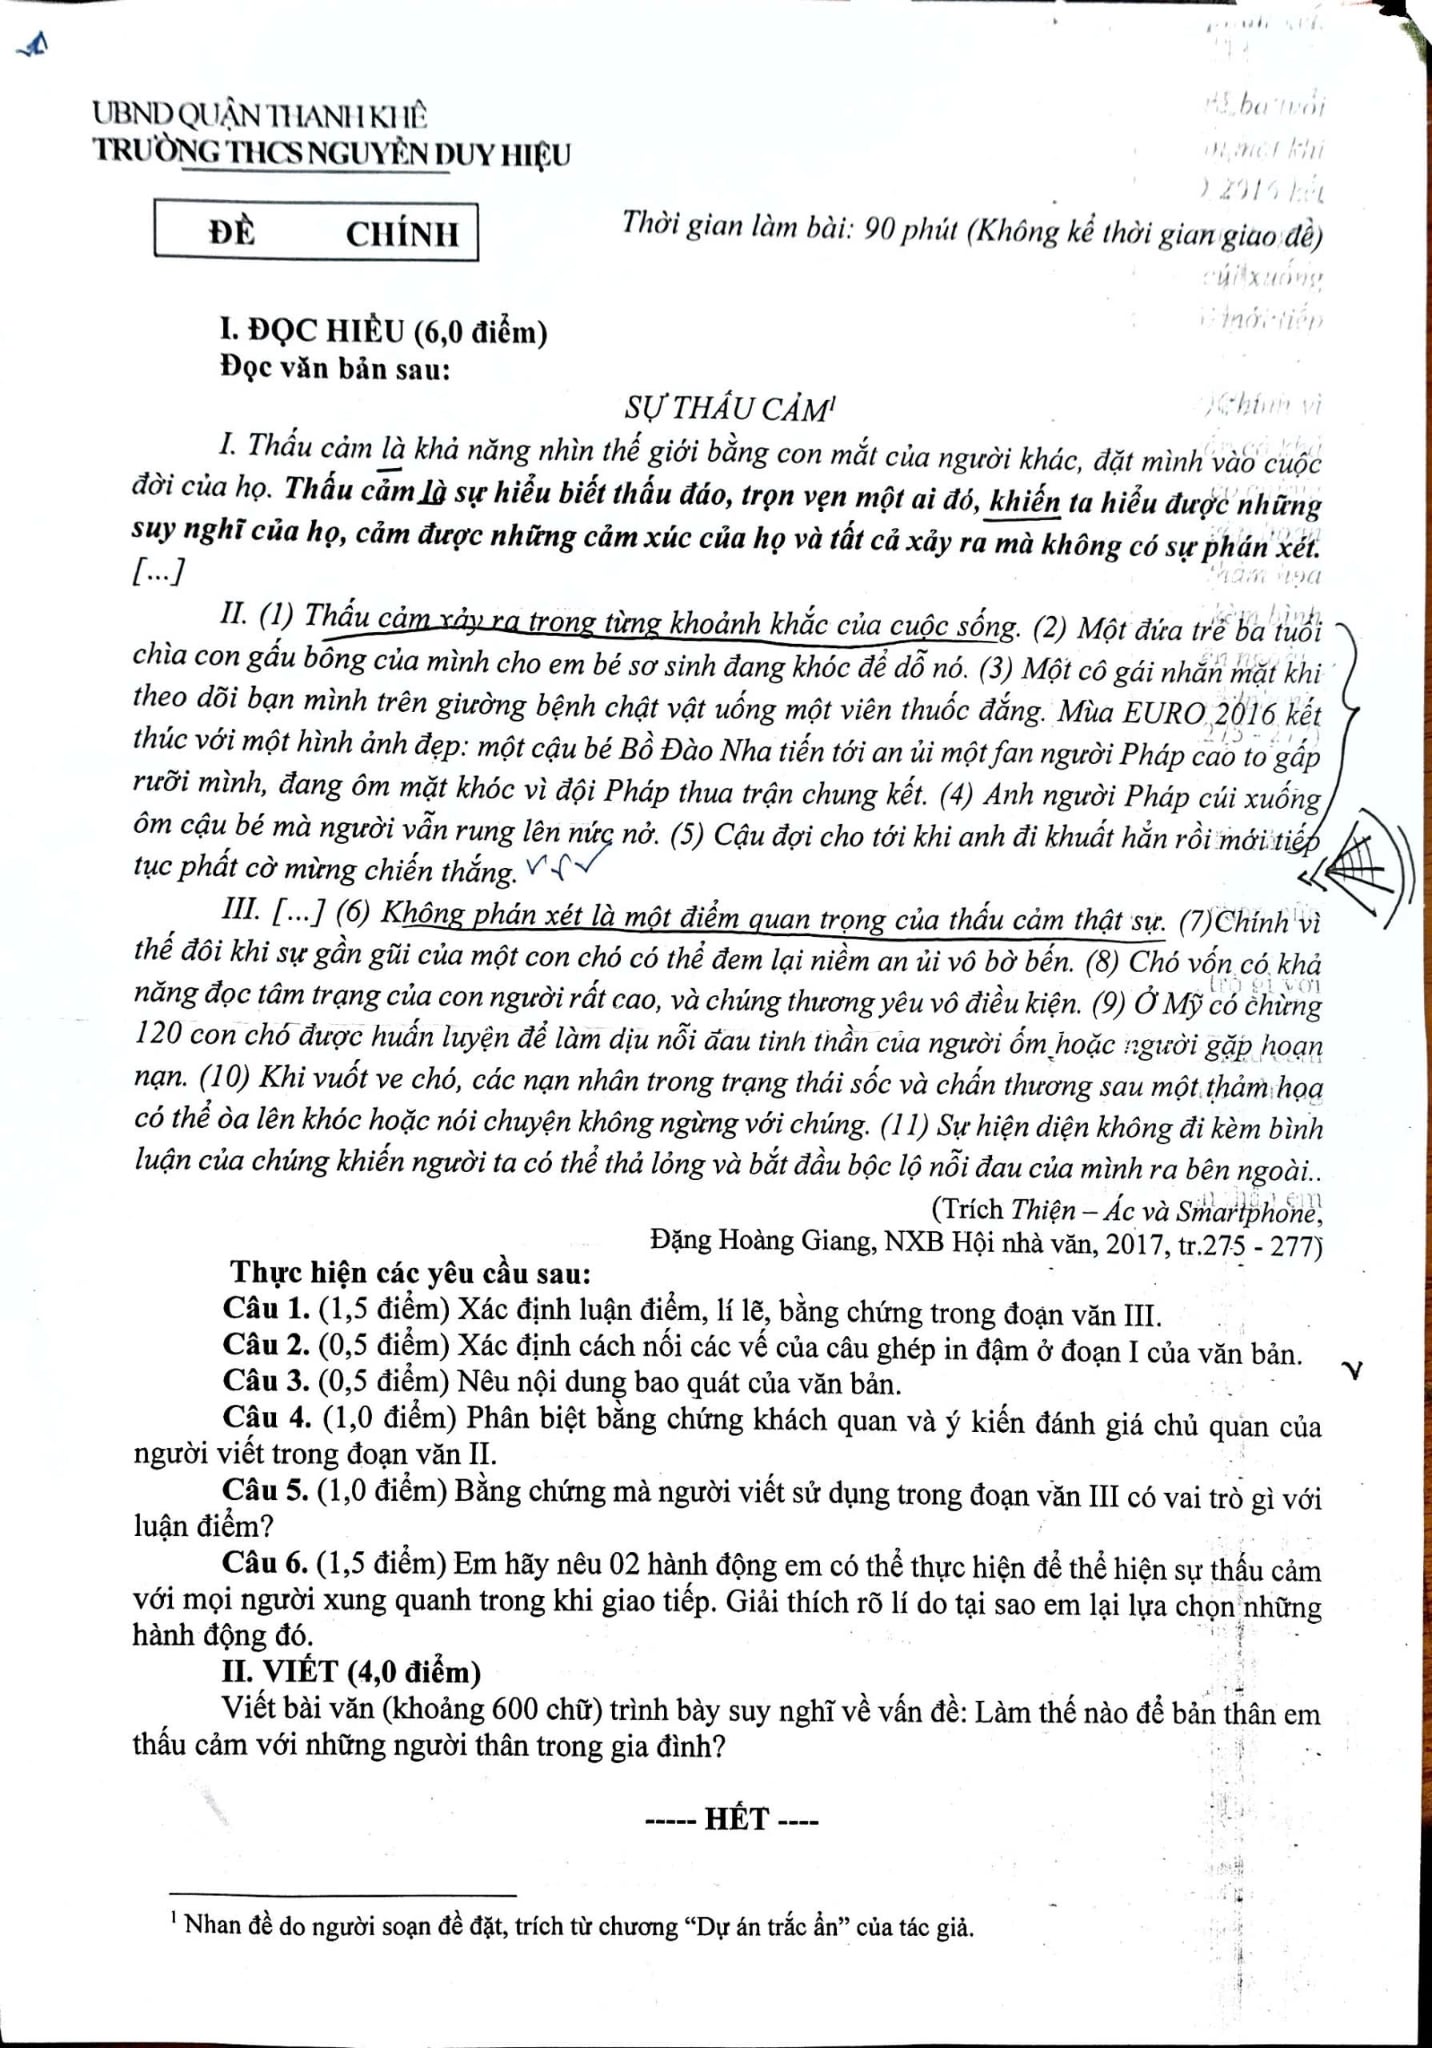 UBND QUẬN THANH KHÊ
TRƯỜNG THCS NGUYỄN DUY HIỆU
ĐỀ CHÍNH
Thời gian làm bài: 90 phút (Không kể thời gian giao đề)
I. ĐỌC HIỂU (6,0 điểm)
Đọc văn bản sau:
SỰ THẤU CẢM¹
I. Thấu cảm là khả năng nhìn thế giới bằng con mắt của người khác, đặt mình vào cuộc
đời của họ. Thấu cảm là sự hiểu biết thấu đáo, trọn vẹn một ai đó, khiến ta hiểu được những
suy nghĩ của họ, cảm được những cảm xúc của họ và tất cả xảy ra mà không có sự phán xét.
[...]
II. (1) Thấu cảm xảy ra trong từng khoảnh khắc của cuộc sống. (2) Một đứa trẻ ba tuổi
chìa con gấu bông của mình cho em bé sơ sinh đang khóc để dỗ nó. (3) Một cô gái nhăn mặt khi
theo dõi bạn mình trên giường bệnh chật vật uống một viên thuốc đắng. Mùa EURO 2016 kết
thúc với một hình ảnh đẹp: một cậu bé Bồ Đào Nha tiến tới an ủi một fan người Pháp cao to gấp
rưỡi mình, đang ôm mặt khóc vì đội Pháp thua trận chung kết. (4) Anh người Pháp cúi xuống
ôm cậu bé mà người vẫn rung lên nức nở. (5) Cậu đợi cho tới khi anh đi khuất hẳn rồi mới tiếp
tục phất cờ mừng chiến thắng.
III. [...] (6) Không phán xét là một điểm quan trọng của thấu cảm thật sự. (7)Chính vì
thế đôi khi sự gần gũi của một con chó có thể đem lại niềm an ủi vô bờ bến. (8) Chó vốn có khả
năng đọc tâm trạng của con người rất cao, và chúng thương yêu vô điều kiện. (9) Ở Mỹ có chừng
120 con chó được huấn luyện để làm dịu nỗi đau tinh thần của người ốm hoặc người gặp hoạn
nạn. (10) Khi vuốt ve chó, các nạn nhân trong trạng thái sốc và chấn thương sau một thảm họa
có thể òa lên khóc hoặc nói chuyện không ngừng với chúng. (11) Sự hiện diện không đi kèm bình
luận của chúng khiến người ta có thể thả lỏng và bắt đầu bộc lộ nỗi đau của mình ra bên ngoài..
(Trích Thiện – Ác và Smartphone,
Đặng Hoàng Giang, NXB Hội nhà văn, 2017, tr.275 - 277)
Thực hiện các yêu cầu sau:
Câu 1. (1,5 điểm) Xác định luận điểm, lí lẽ, bằng chứng trong đoạn văn III.
Câu 2. (0,5 điểm) Xác định cách nối các vế của câu ghép in đậm ở đoạn I của văn bản.
Câu 3. (0,5 điểm) Nêu nội dung bao quát của văn bản.
Câu 4. (1,0 điểm) Phân biệt bằng chứng khách quan và ý kiến đánh giá chủ quan của
người viết trong đoạn văn II.
Câu 5. (1,0 điểm) Bằng chứng mà người viết sử dụng trong đoạn văn III có vai trò gì với
luận điểm?
Câu 6. (1,5 điểm) Em hãy nêu 02 hành động em có thể thực hiện để thể hiện sự thấu cảm
với mọi người xung quanh trong khi giao tiếp. Giải thích rõ lí do tại sao em lại lựa chọn những
hành động đó.
II. VIẾT (4,0 điểm)
Viết bài văn (khoảng 600 chữ) trình bày suy nghĩ về vấn đề: Làm thế nào để bản thân em
thấu cảm với những người thân trong gia đình?
----- HẾT ----
¹ Nhan đề do người soạn đề đặt, trích từ chương “Dự án trắc ẩn” của tác giả.